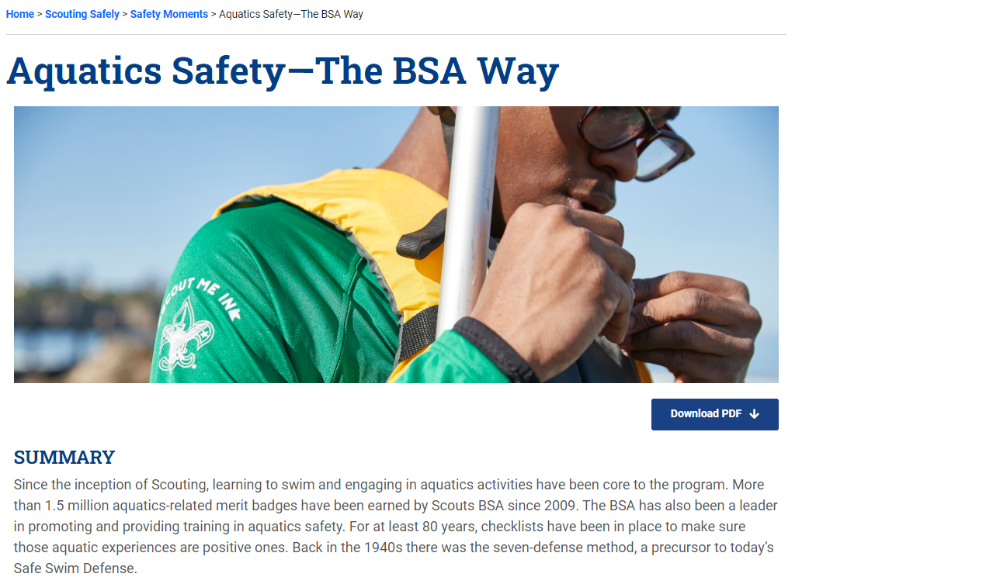 Home > Scouting Safely > Safety Moments > Aquatics Safety—The BSA Way
Aquatics Safety—The BSA Way
SCOUT ME IN
Download PDF
SUMMARY
Since the inception of Scouting, learning to swim and engaging in aquatics activities have been core to the program. More
than 1.5 million aquatics-related merit badges have been earned by Scouts BSA since 2009. The BSA has also been a leader
in promoting and providing training in aquatics safety. For at least 80 years, checklists have been in place to make sure
those aquatic experiences are positive ones. Back in the 1940s there was the seven-defense method, a precursor to today’s
Safe Swim Defense.